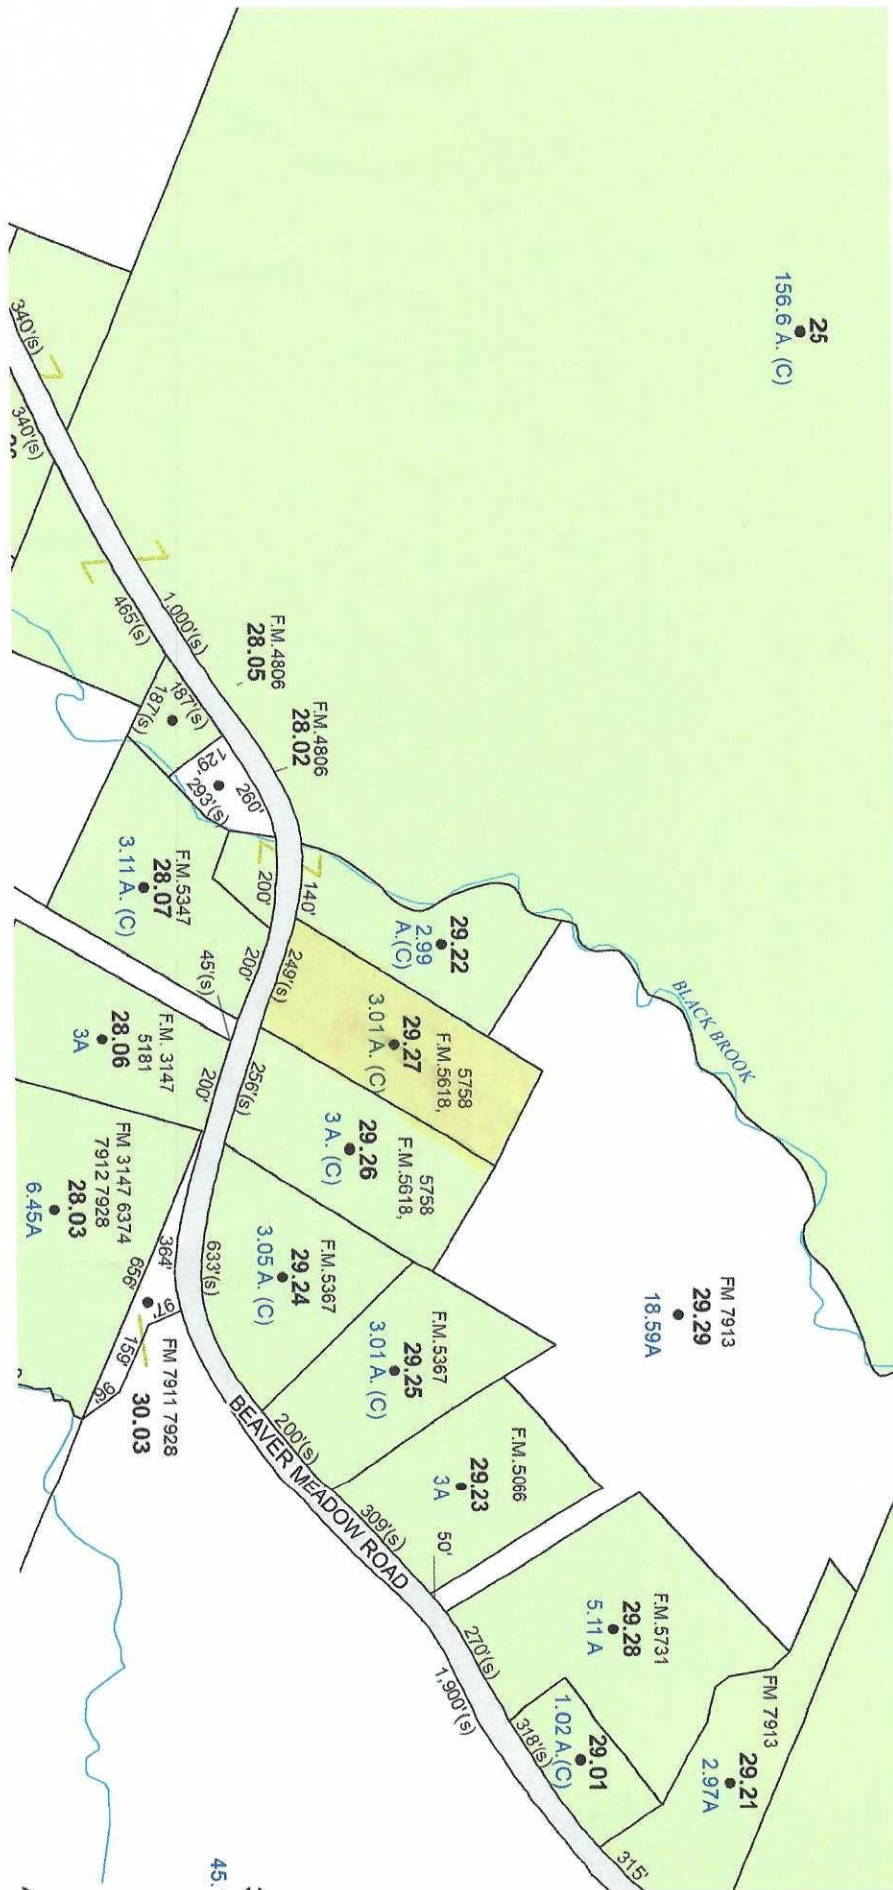 25
156.6 A. (C)
340'(s)
340'(s)
1,000'(s)
465'(s)
F.M.4806
28.05
F.M.4806
28.02
187'(s)
187'(s)
129'
293'(s)
260'
F.M.5347
28.07
3.11 A. (C)
200'
140'
29.22
2.99
A.(C)
BLACK BROOK
249'(s)
200'
45'(s)
5758
F.M.5618,
29.27
3.01 A. (C)
F.M. 3147
5181
28.06
3A
256'(s)
200'
5758
F.M.5618,
29.26
3 A. (C)
FM 3147 6374
7912 7928
28.03
6.45A
364'
656'
97'
159'
96'
633'(s)
F.M.5367
29.24
3.05 A. (C)
F.M.5367
29.25
3.01 A. (C)
FM 7913
29.29
18.59A
FM 7911 7928
30.03
200'(s)
BEAVER MEADOW ROAD
F.M.5066
29.23
3A
309'(s)
50'
F.M.5731
29.28
5.11 A
270'(s)
1,900'(s)
29.01
1.02 A.(C)
318'(s)
FM 7913
29.21
2.97A
315'
45.